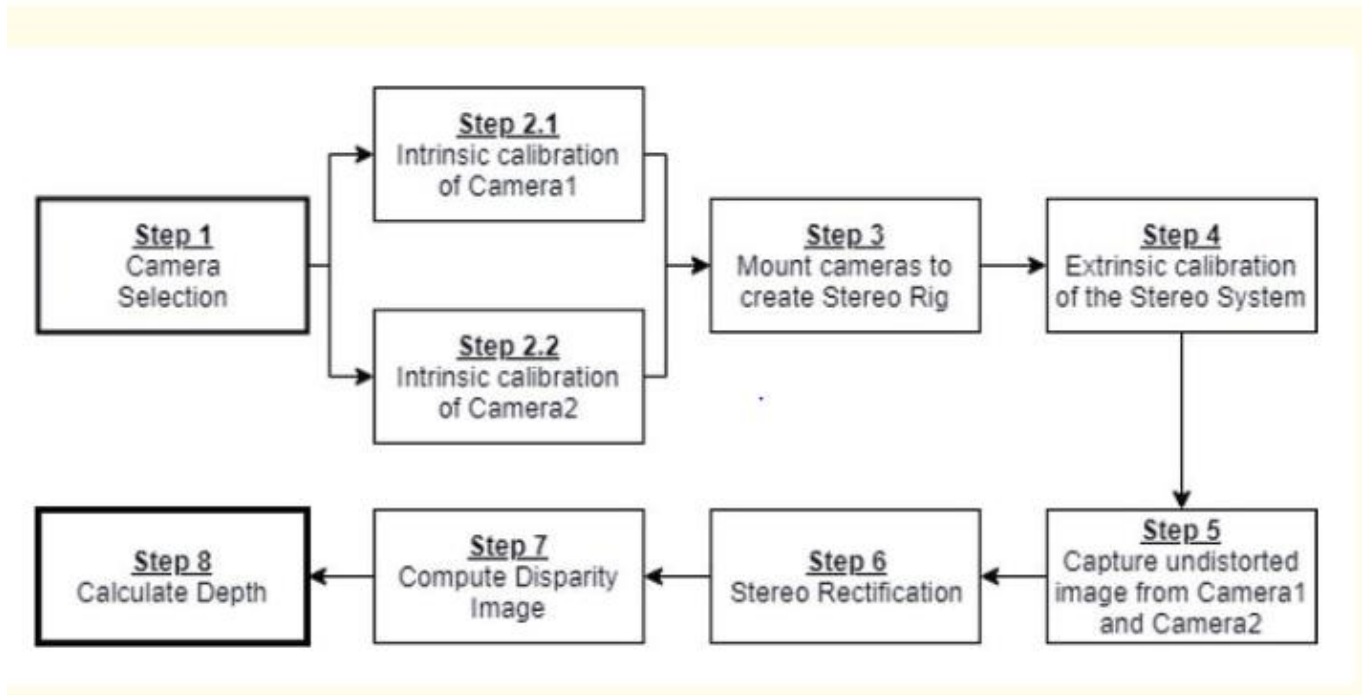 Step 1
Camera
Selection
Step 2.1
Intrinsic calibration
of Camera1
Step 2.2
Intrinsic calibration
of Camera2
Step 3
Mount cameras to
create Stereo Rig
Step 4
Extrinsic calibration
of the Stereo System
Step 5
Capture undistorted
image from Camera1
and Camera2
Step 6
Stereo Rectification
Step 7
Compute Disparity
Image
Step 8
Calculate Depth